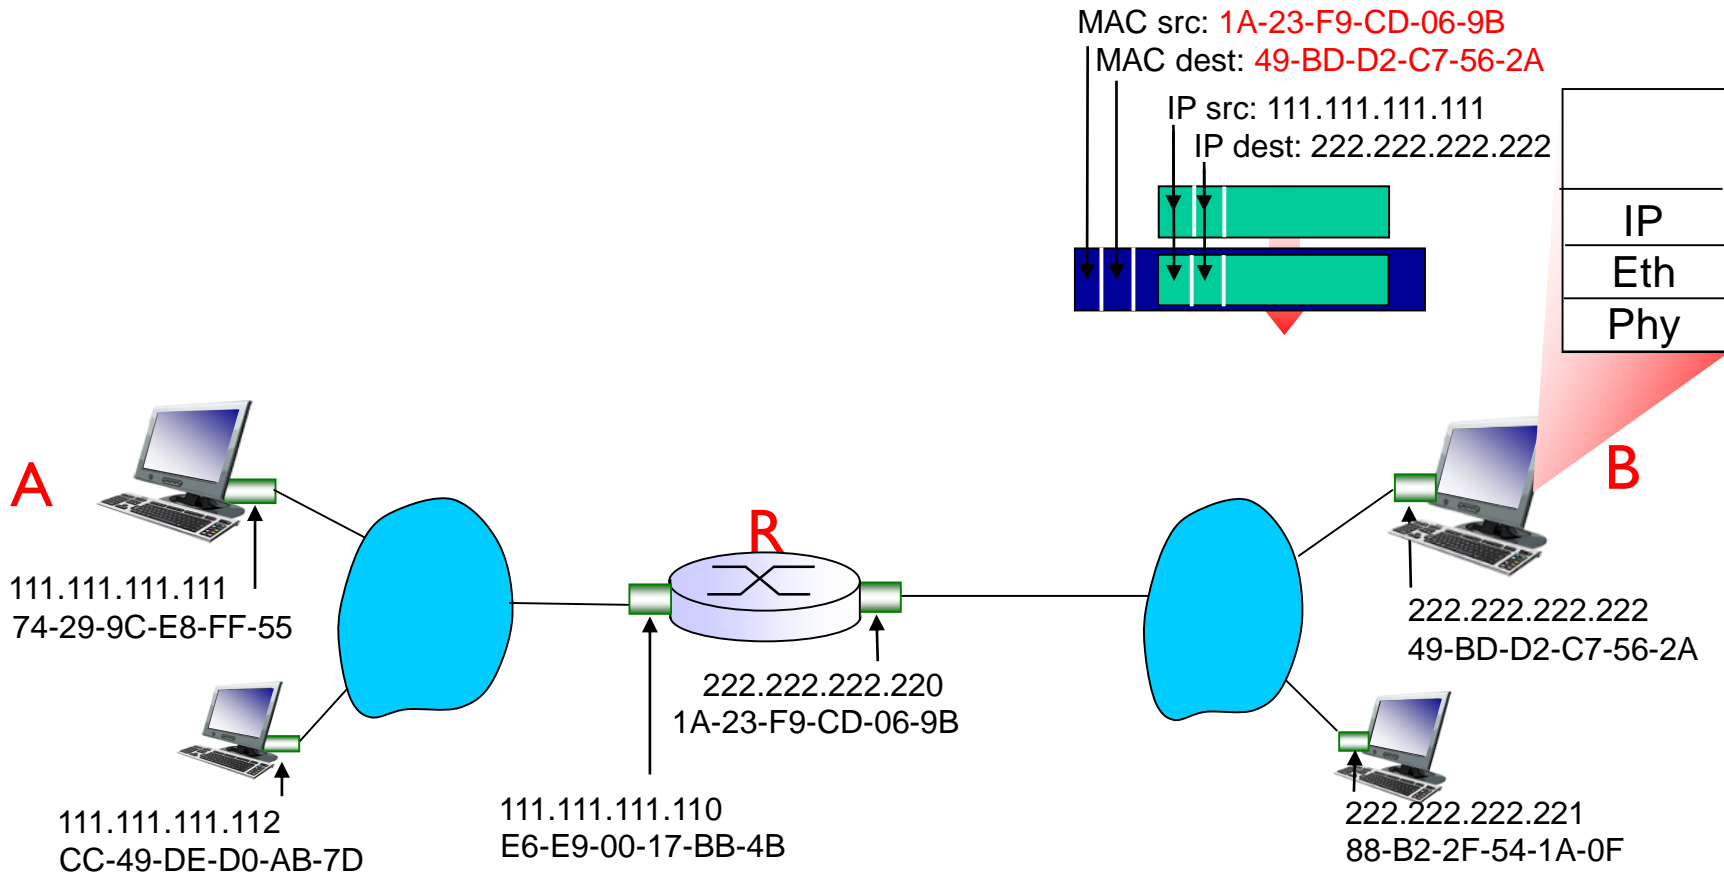 MAC src: 1A-23-F9-CD-06-9B
MAC dest: 49-BD-D2-C7-56-2A
IP src: 111.111.111.111
IP dest: 222.222.222.222
IP
Eth
Phy
A
R
B
111.111.111.111
74-29-9C-E8-FF-55
222.222.222.222
49-BD-D2-C7-56-2A
222.222.222.220
1A-23-F9-CD-06-9B
111.111.111.112
CC-49-DE-D0-AB-7D
111.111.111.110
E6-E9-00-17-BB-4B
222.222.222.221
88-B2-2F-54-1A-0F